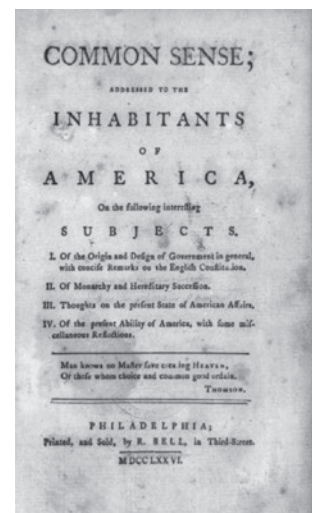 COMMON SENSE;
ADDRESSED TO THE
INHABITANTS
OF
AMERICA,
On the following interesting
SUBJECTS.
I. Of the Origin and Design of Government in general,
with concise Remarks on the English Constitution.
II. Of Monarchy and Hereditary Succession.
III. Thoughts on the present State of American Affairs.
IV. Of the present Ability of America, with some mis-
cellaneous Reflections.
Man knows no Master save creating HEAVEN,
Or those whom choice and common good ordain.
THOMSON.
PHILADELPHIA;
Printed, and Sold, by R. BELL, in Third-Street.
MDCCLXXVI.